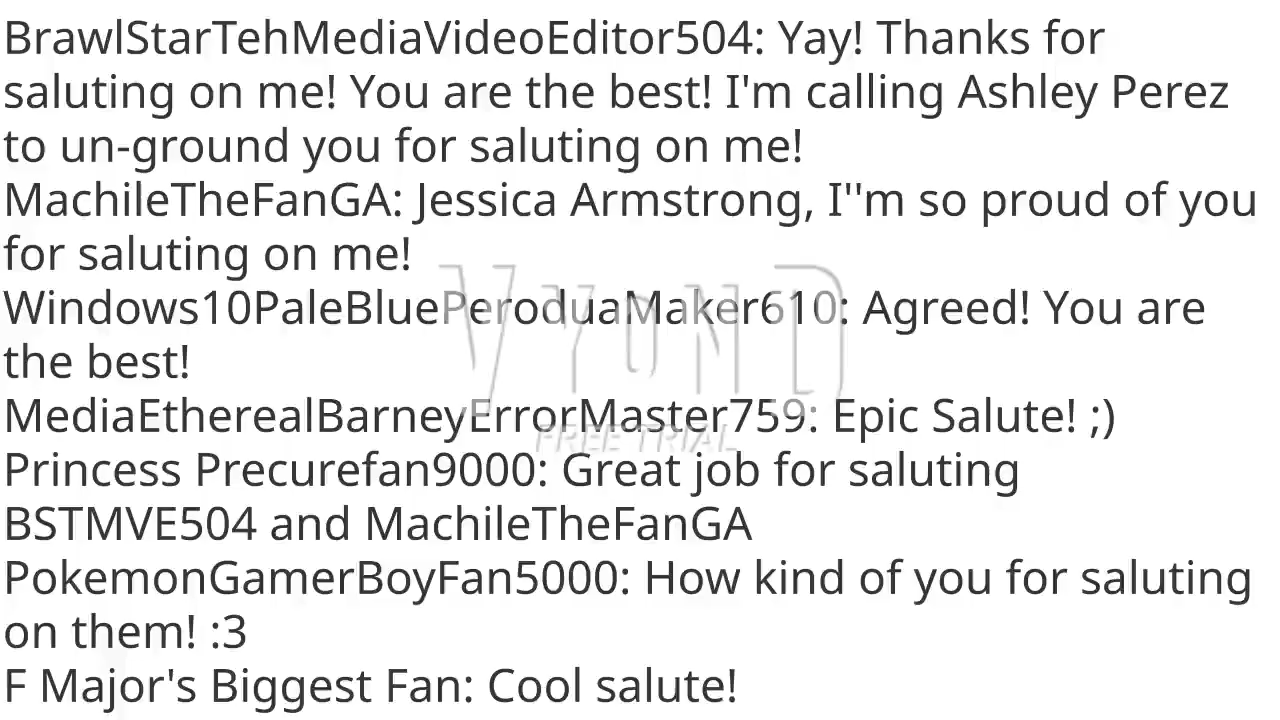 BrawlStarTehMediaVideoEditor504: Yay! Thanks for
saluting on me! You are the best! I'm calling Ashley Perez
to un-ground you for saluting on me!
MachileTheFanGA: Jessica Armstrong, I''m so proud of you
for saluting on me!
Windows10PaleBluePeroduaMaker610: Agreed! You are
the best!
MediaEtherealBarneyErrorMaster759: Epic Salute! ;)
Princess Precurefan9000: Great job for saluting
BSTMVE504 and MachileTheFanGA
PokemonGamerBoyFan5000: How kind of you for saluting
on them! :3
F Major's Biggest Fan: Cool salute!
VYOND
FREE TRIAL